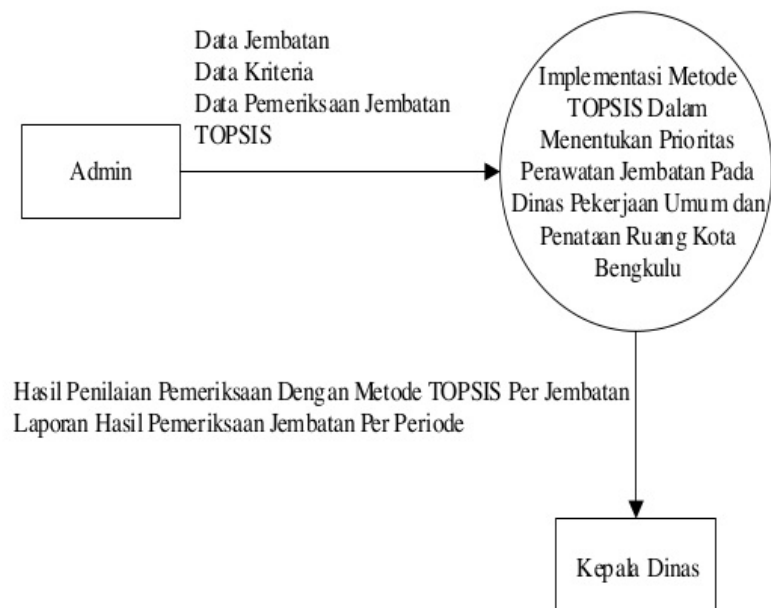 Data Jembatan
Data Kriteria
Data Pemeriksaan Jembatan
TOPSIS
Admin
Implementasi Metode
TOPSIS Dalam
Menentukan Prioritas
Perawatan Jembatan Pada
Dinas Pekerjaan Umum dan
Penataan Ruang Kota
Bengkulu
Hasil Penilaian Pemeriksaan Dengan Metode TOPSIS Per Jembatan
Laporan Hasil Pemeriksaan Jembatan Per Periode
Kepala Dinas